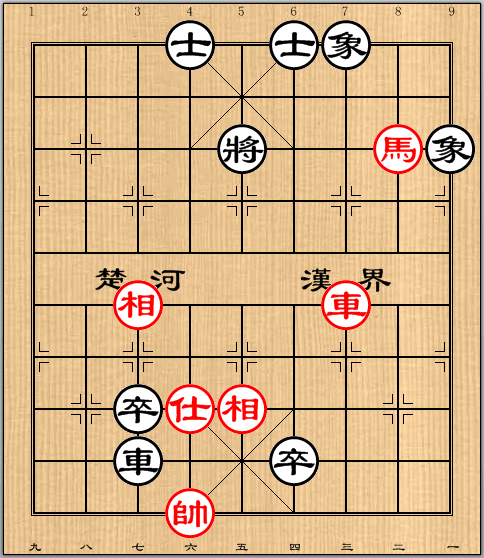 1 2 3 4 5 6 7 8 9
士 士 象
將 馬 象
楚 河 漢 界
相 車
卒 仕 相
車 卒
帥
九 八 七 六 五 四 三 二 一